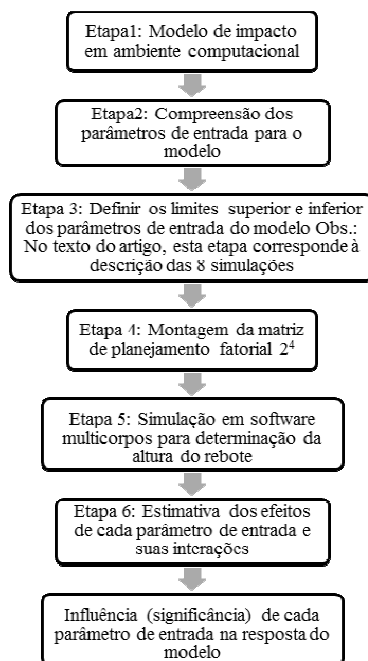 Etapa1: Modelo de impacto
em ambiente computacional
Etapa2: Compreensão dos
parâmetros de entrada para o
modelo
Etapa 3: Definir os limites superior e inferior
dos parâmetros de entrada do modelo Obs.:
No texto do artigo, esta etapa corresponde à
descrição das 8 simulações
Etapa 4: Montagem da matriz
de planejamento fatorial 2⁴
Etapa 5: Simulação em software
multicorpos para determinação da
altura do rebote
Etapa 6: Estimativa dos efeitos
de cada parâmetro de entrada e
suas interações
Influência (significância) de cada
parâmetro de entrada na resposta do
modelo